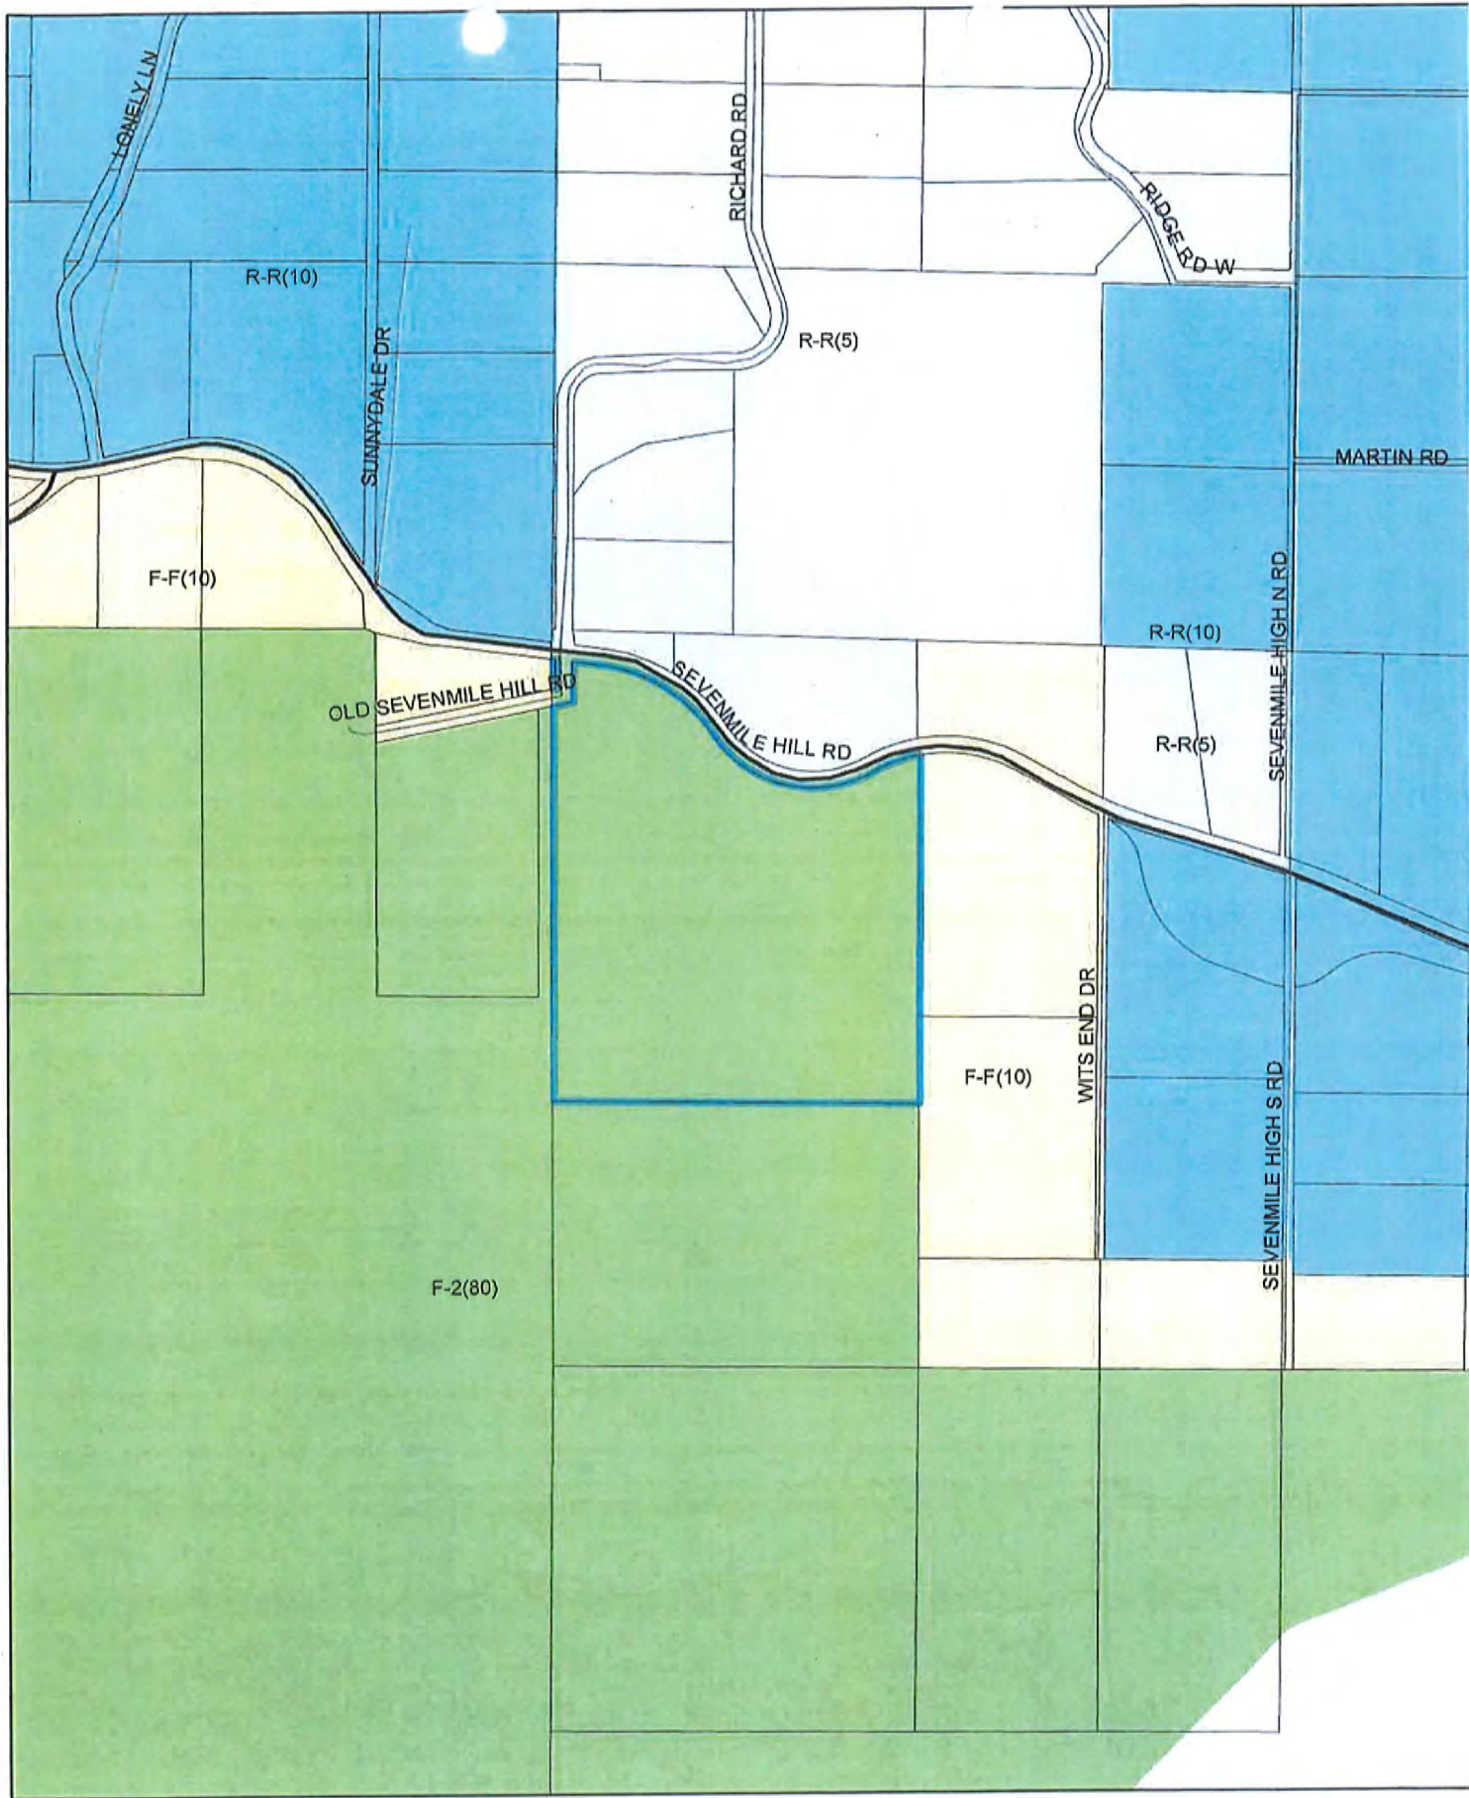 LONELY LN
RICHARD RD
RIDGE RD W
R-R(10)
SUNNYDALE DR
R-R(5)
MARTIN RD
F-F(10)
SEVENMILE HIGH N RD
R-R(10)
OLD SEVENMILE HILL RD
SEVENMILE HILL RD
R-R(5)
WITS END DR
F-F(10)
SEVENMILE HIGH S RD
F-2(80)